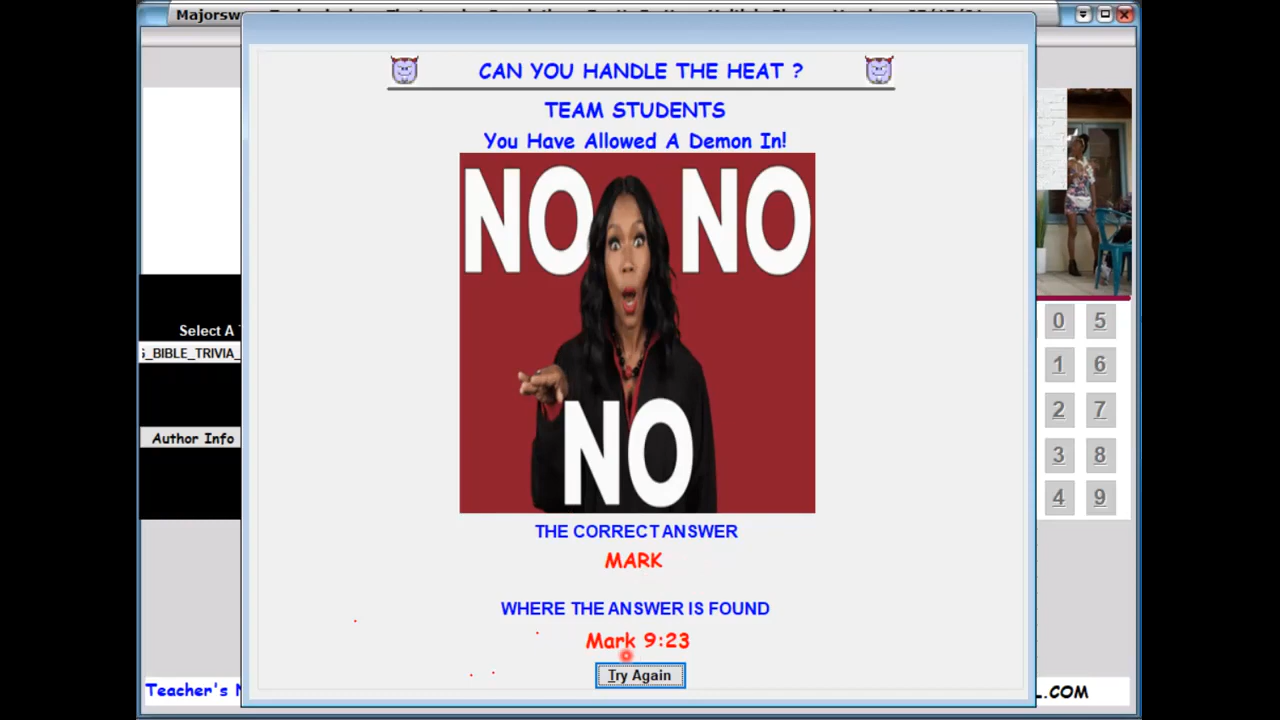 Majorsw
CAN YOU HANDLE THE HEAT ?
TEAM STUDENTS
You Have Allowed A Demon In!
NO NO
NO
THE CORRECT ANSWER
MARK
WHERE THE ANSWER IS FOUND
Mark 9:23
Try Again
Select A
_BIBLE_TRIVIA_
Author Info
Teacher's
0 5
1 6
2 7
3 8
4 9
.COM